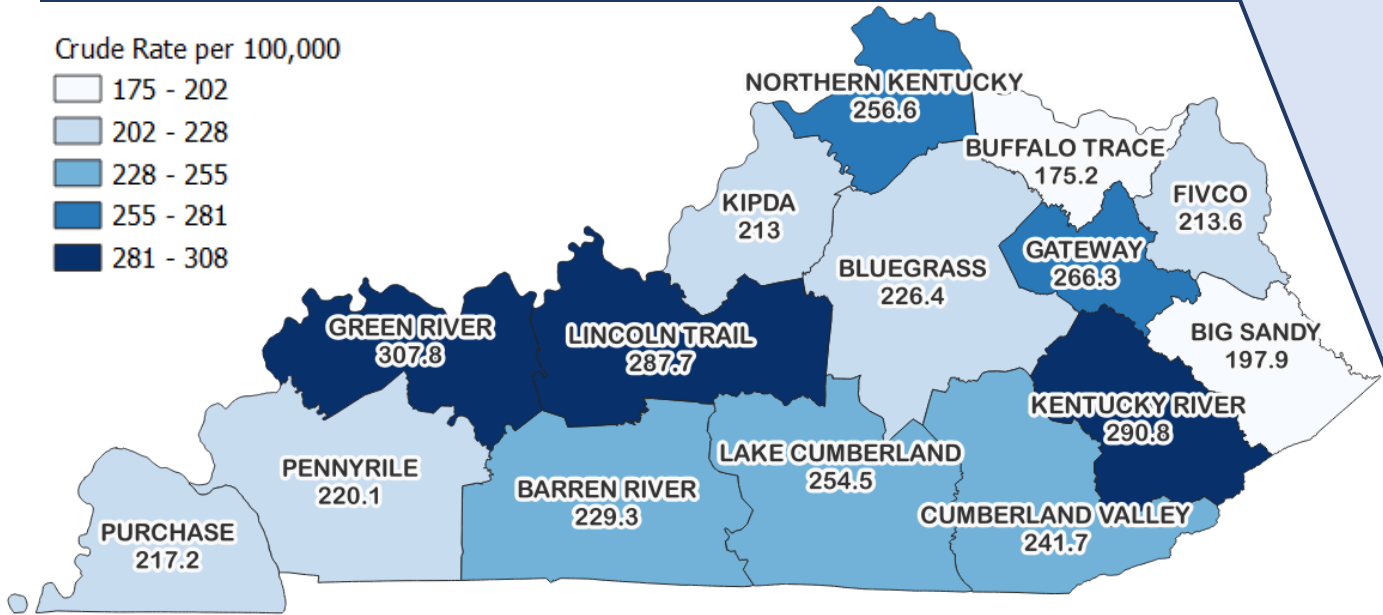 Crude Rate per 100,000
175 - 202
202 - 228
228 - 255
255 - 281
281 - 308
NORTHERN KENTUCKY
256.6
BUFFALO TRACE
175.2
FIVCO
213.6
KIPDA
213
GATEWAY
266.3
BLUEGRASS
226.4
GREEN RIVER
307.8
LINCOLN TRAIL
287.7
BIG SANDY
197.9
KENTUCKY RIVER
290.8
LAKE CUMBERLAND
254.5
PENNYRILE
220.1
BARREN RIVER
229.3
CUMBERLAND VALLEY
241.7
PURCHASE
217.2